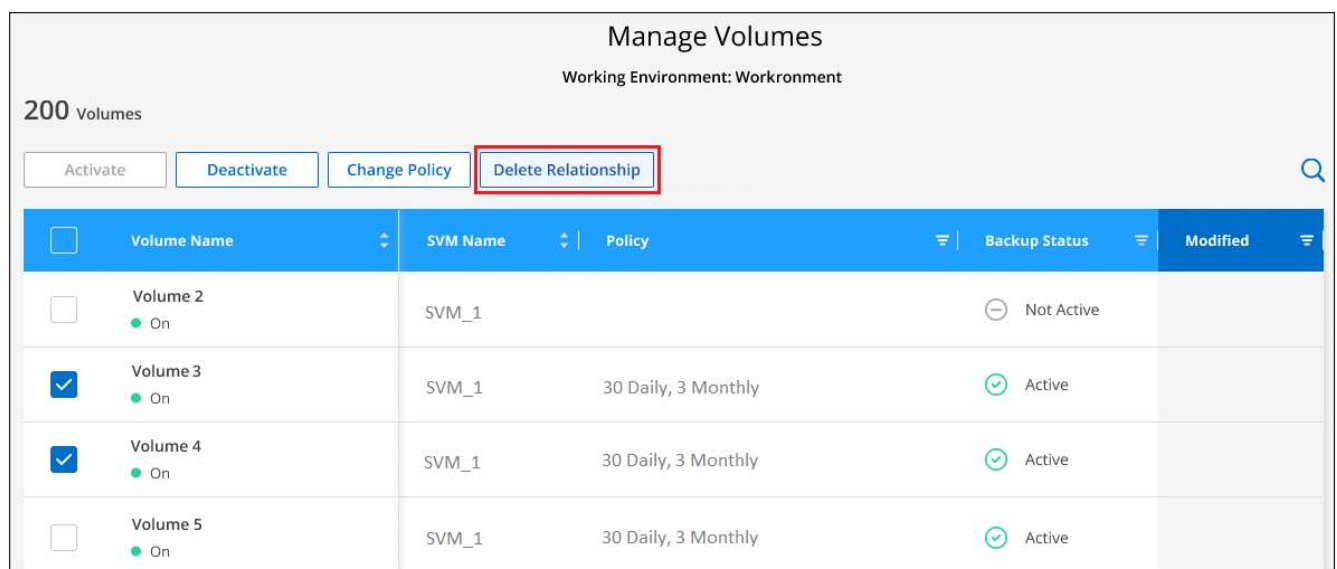 Manage Volumes
Working Environment: Workronment
200 Volumes
Activate Deactivate Change Policy Delete Relationship
Volume Name SVM Name Policy Backup Status Modified
Volume 2
On
SVM_1 Not Active
Volume 3
On
SVM_1 30 Daily, 3 Monthly Active
Volume 4
On
SVM_1 30 Daily, 3 Monthly Active
Volume 5
On
SVM_1 30 Daily, 3 Monthly Active